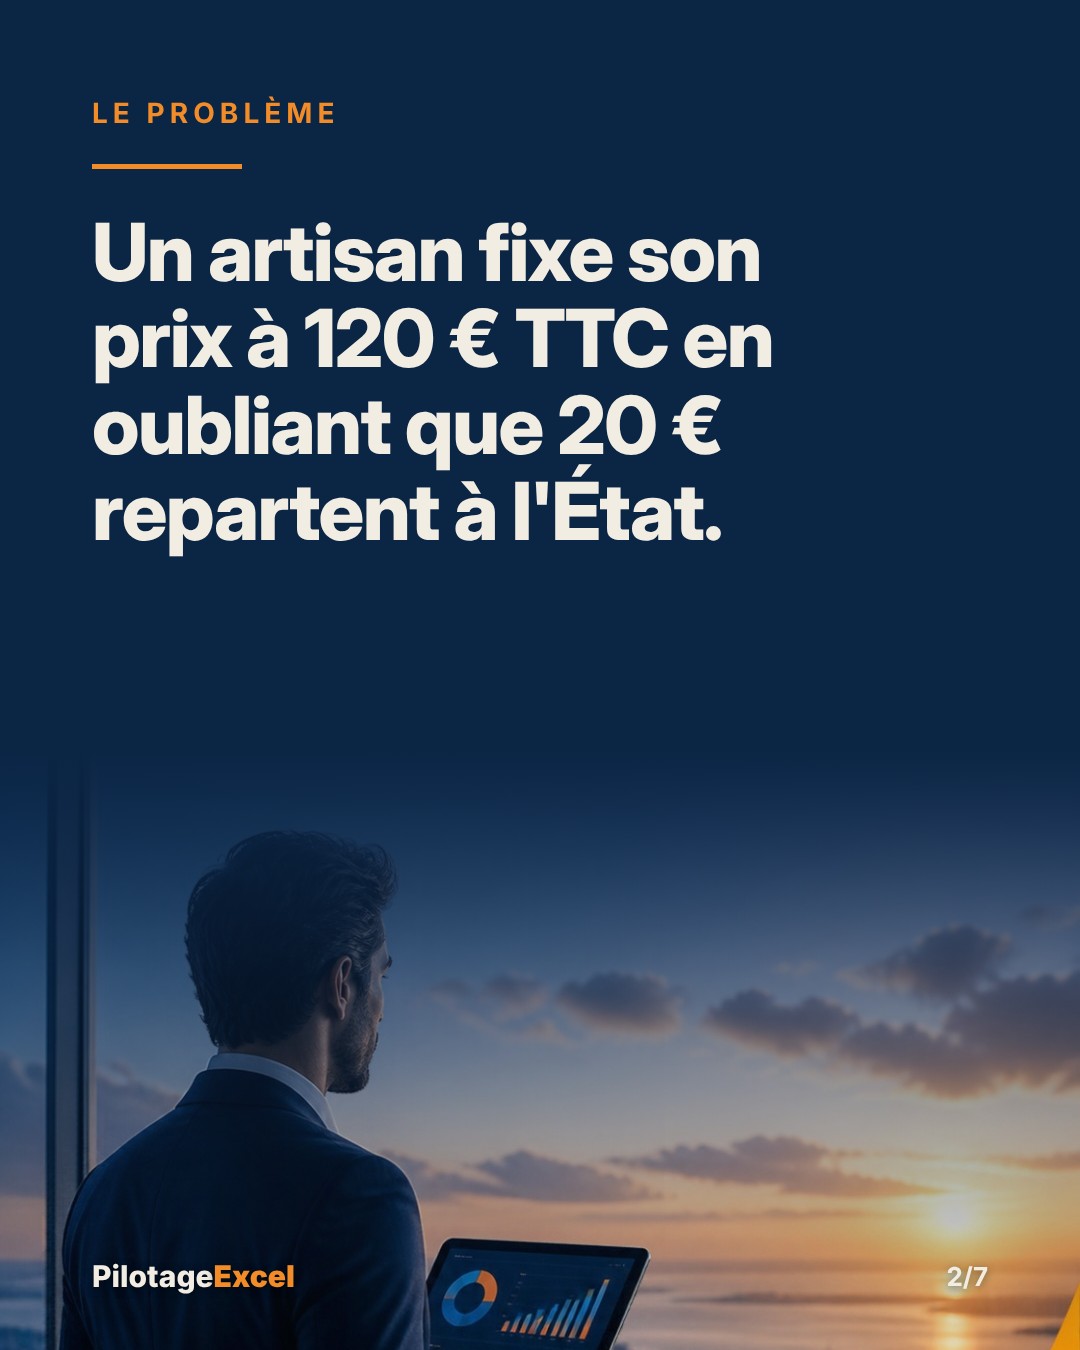 LE PROBLÈME
Un artisan fixe son
prix à 120 € TTC en
oubliant que 20 €
repartent à l'État.
PilotageExcel
2/7